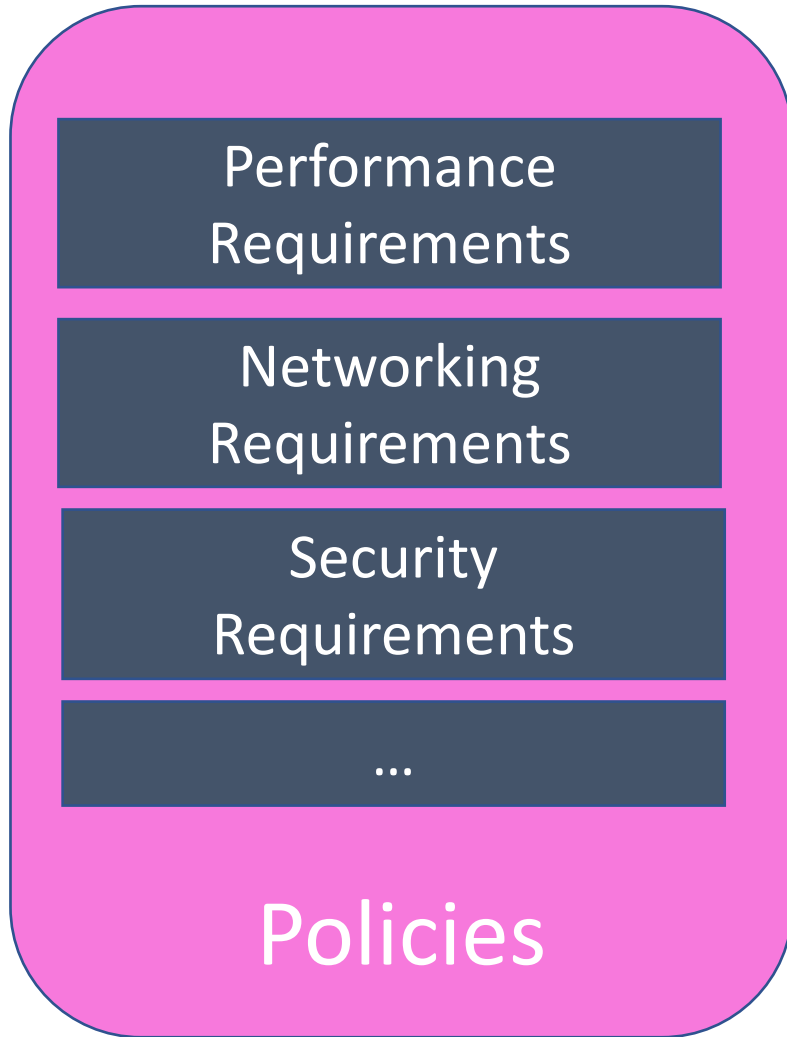 Performance
Requirements
Networking
Requirements
Security
Requirements
...
Policies